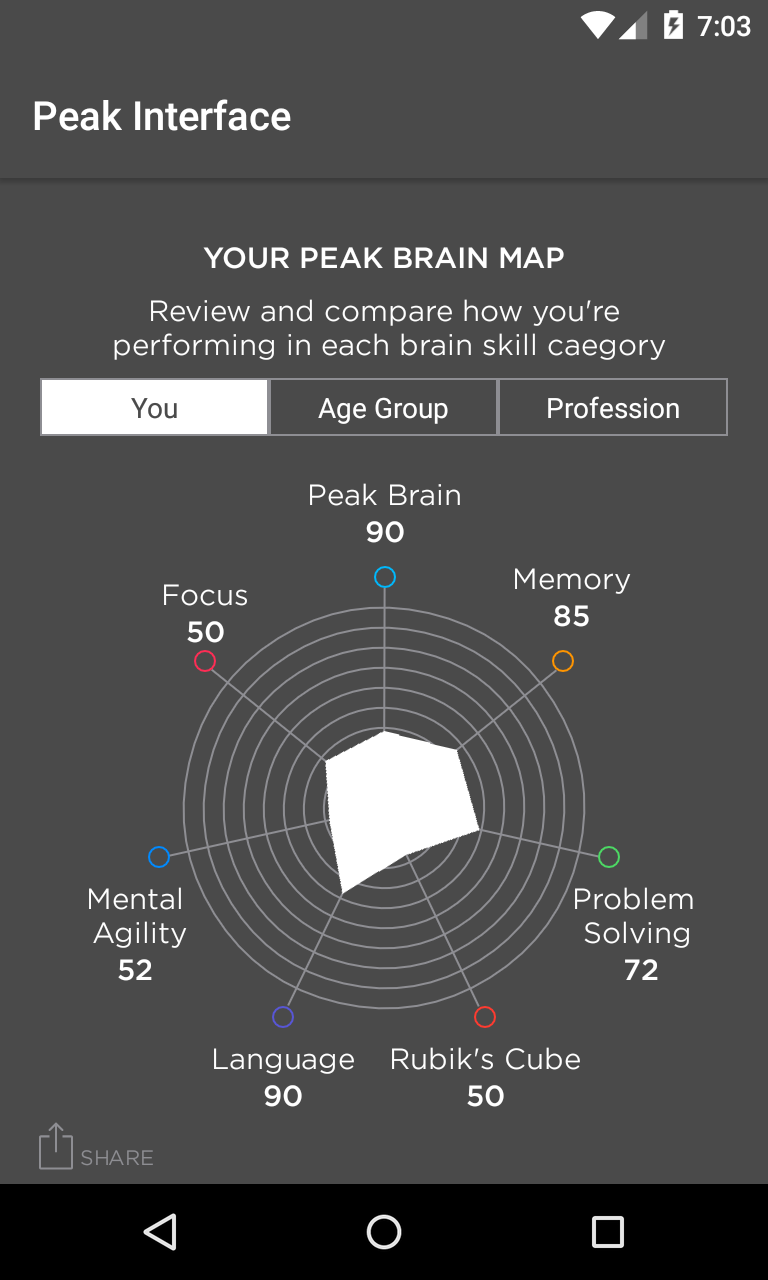 7:03
Peak Interface
YOUR PEAK BRAIN MAP
Review and compare how you're
performing in each brain skill caegory
You
Age Group
Profession
Peak Brain
90
Memory
85
Focus
50
Mental
Agility
52
Problem
Solving
72
Language
90
Rubik's Cube
50
SHARE